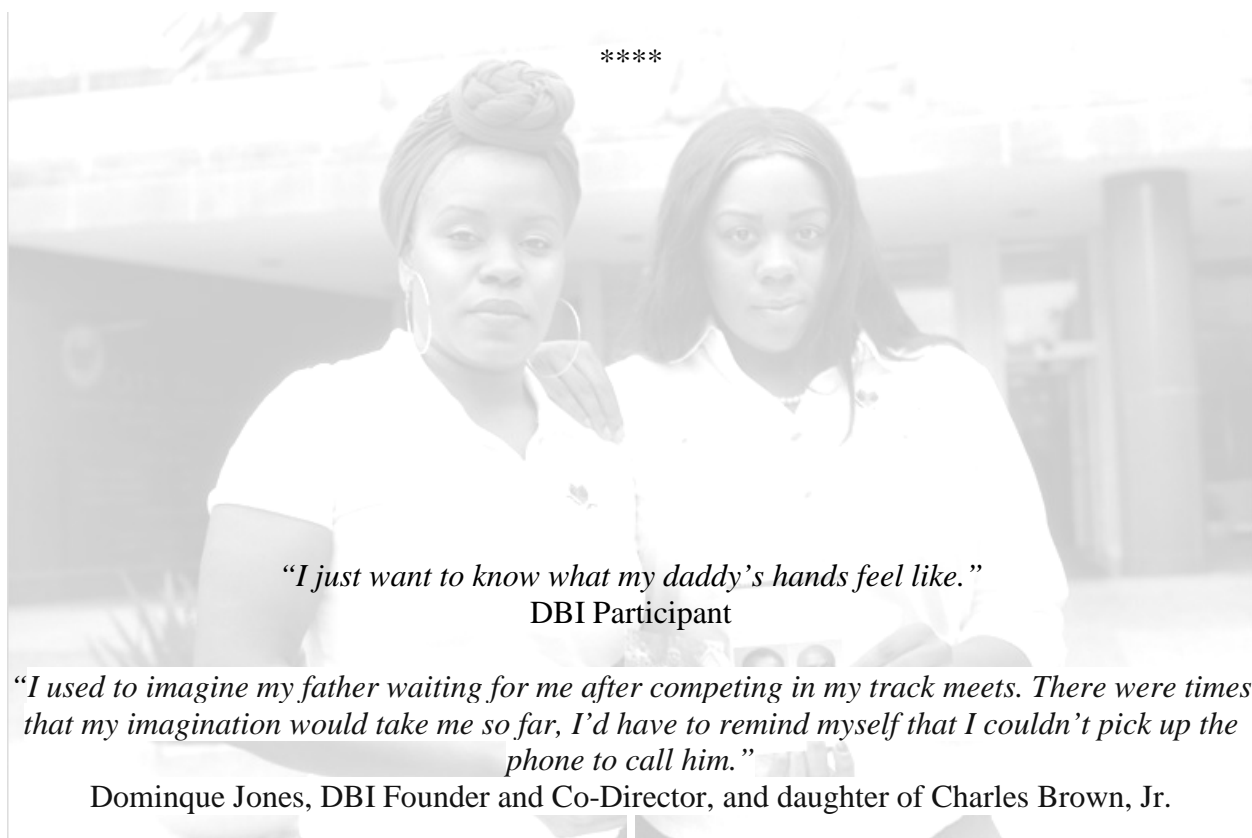 ****
“I just want to know what my daddy’s hands feel like.”
DBI Participant
“I used to imagine my father waiting for me after competing in my track meets. There were times
that my imagination would take me so far, I’d have to remind myself that I couldn’t pick up the
phone to call him.”
Dominque Jones, DBI Founder and Co-Director, and daughter of Charles Brown, Jr.